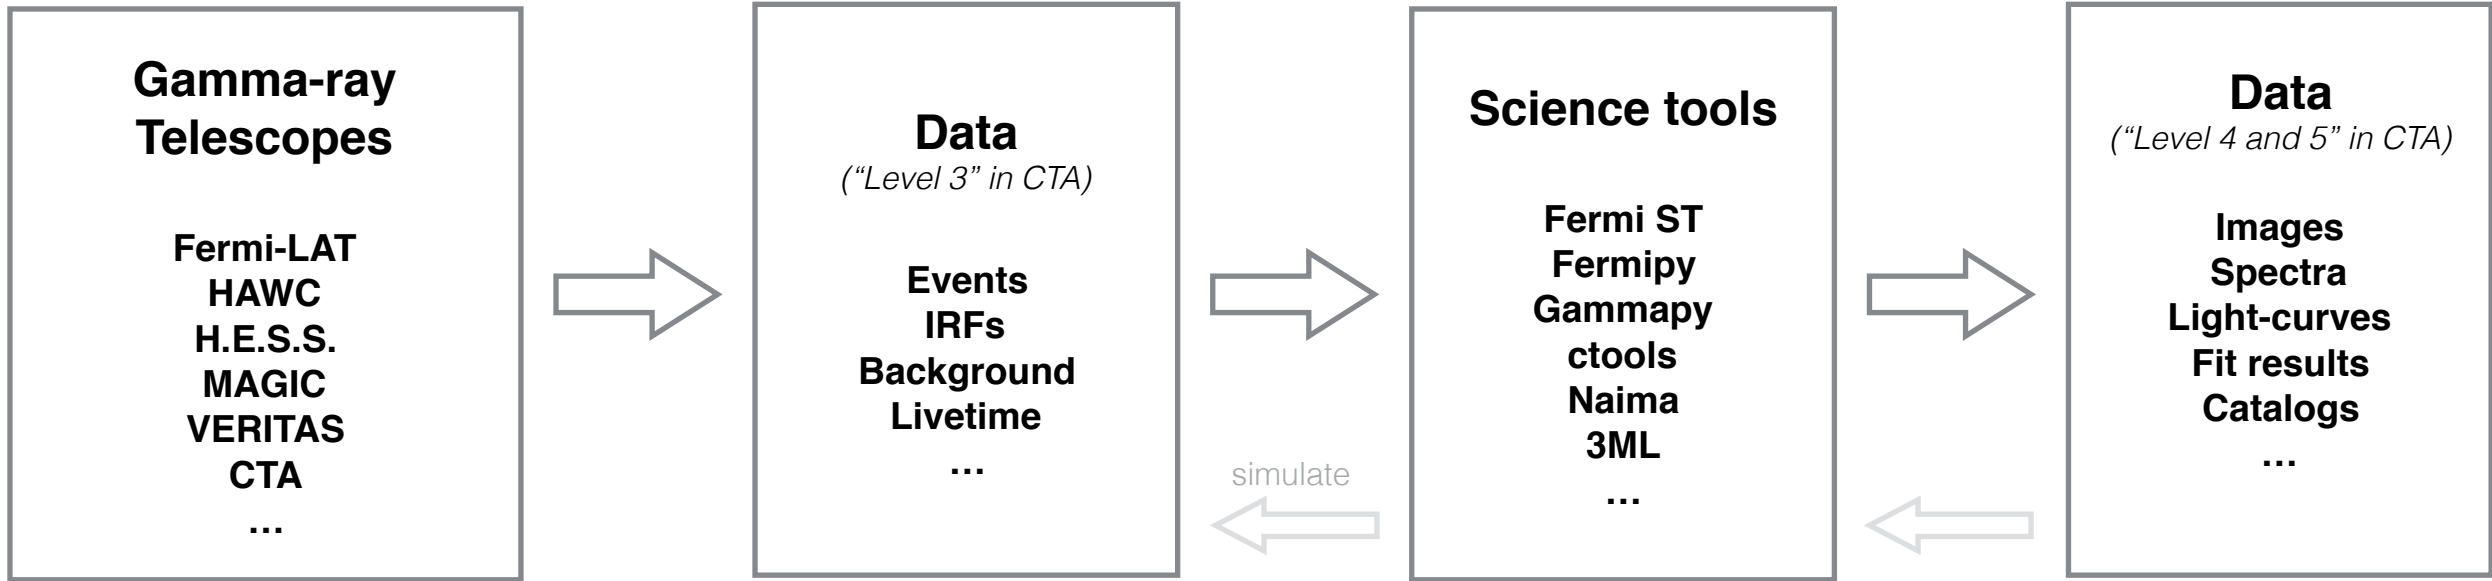 Gamma-ray
Telescopes
Fermi-LAT
HAWC
H.E.S.S.
MAGIC
VERITAS
CTA
…
Data
(“Level 3” in CTA)
Events
IRFs
Background
Livetime
…
simulate
Science tools
Fermi ST
Fermipy
Gammapy
ctools
Naima
3ML
…
Data
(“Level 4 and 5” in CTA)
Images
Spectra
Light-curves
Fit results
Catalogs
…